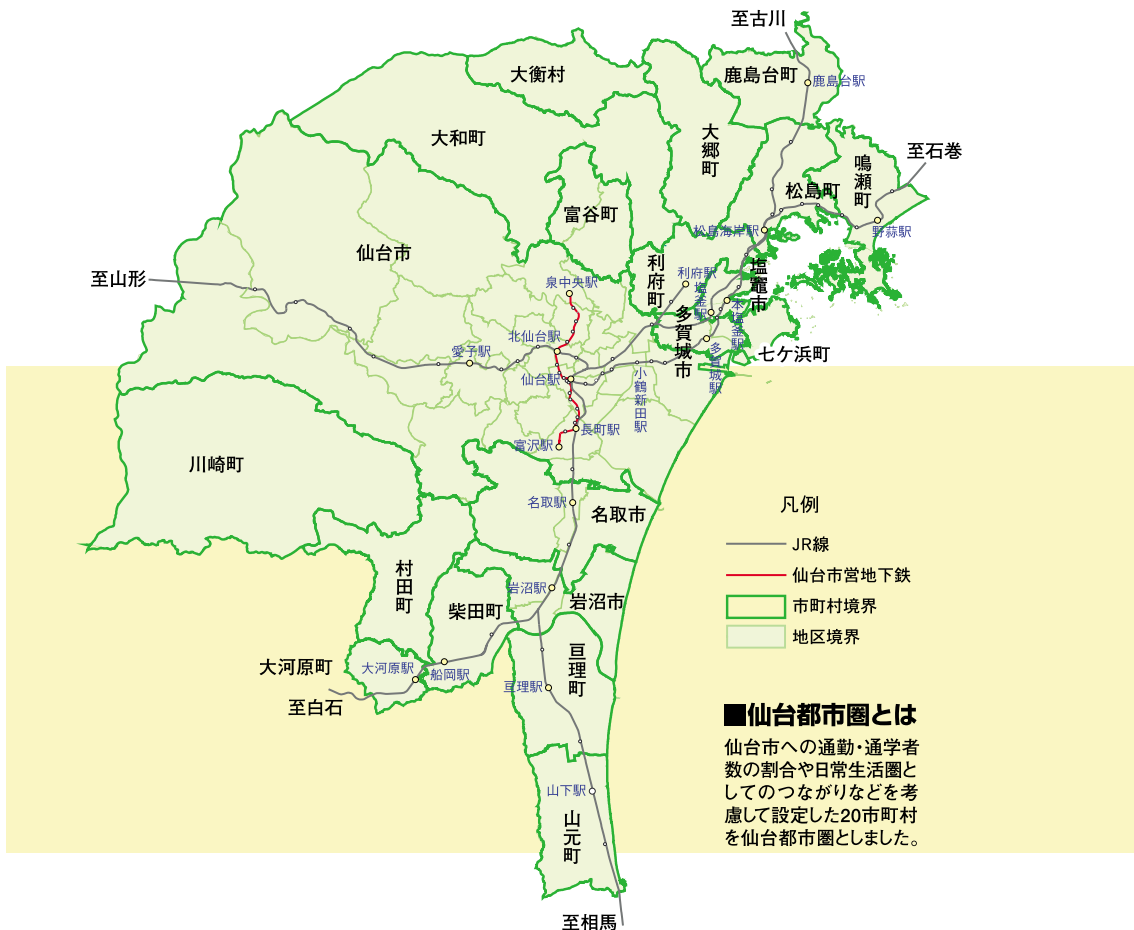 至古川
大衡村
鹿島台町
鹿島台駅
大和町
大郷町
鳴瀬町
至石巻
松島町
富谷町
松島海岸駅
野蒜駅
仙台市
利府町
利府駅
塩竈市
至山形
泉中央駅
塩釜駅
本塩釜駅
多賀城市
北仙台駅
愛子駅
多賀城駅
七ケ浜町
仙台駅
小鶴新田駅
長町駅
富沢駅
川崎町
名取駅
名取市
凡例
JR線
仙台市営地下鉄
市町村境界
地区境界
村田町
柴田町
岩沼駅
岩沼市
大河原町
大河原駅
船岡駅
亘理町
亘理駅
至白石
■仙台都市圏とは
仙台市への通勤・通学者
数の割合や日常生活圏と
してのつながりなどを考
慮して設定した20市町村
を仙台都市圏としました。
山下駅
山元町
至相馬